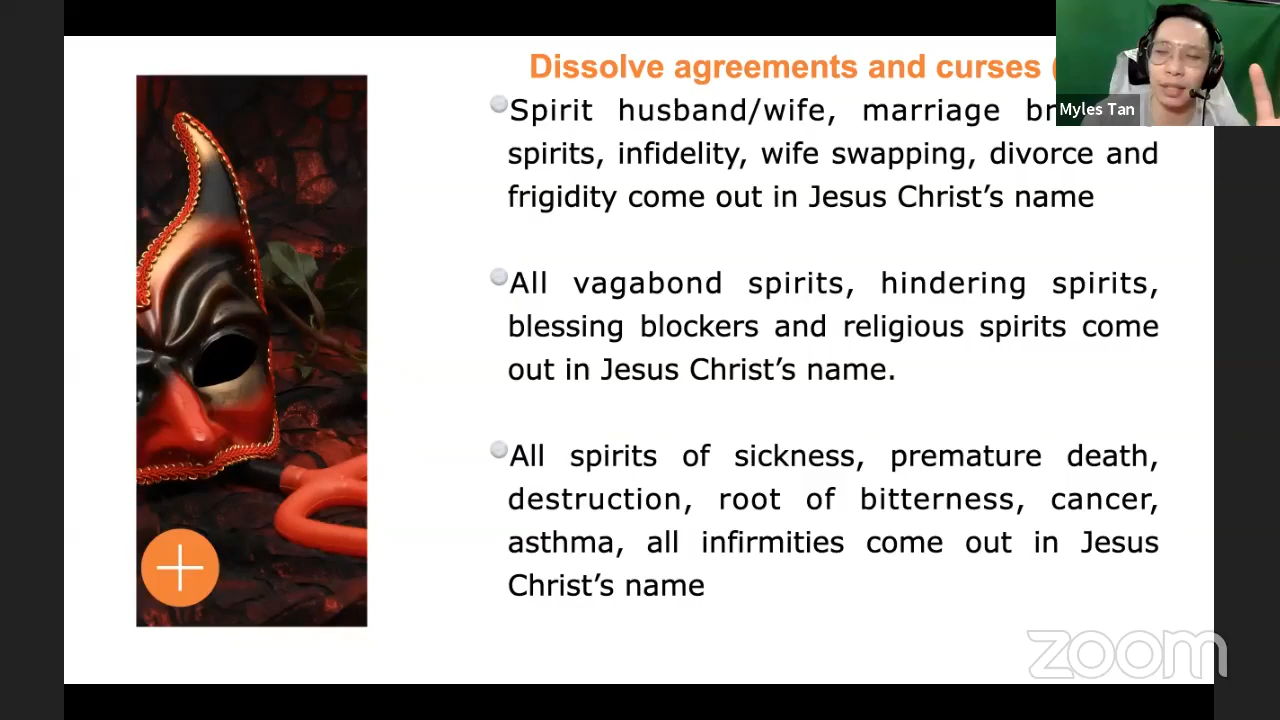 Dissolve agreements and curses (
Myles Tan
Spirit husband/wife, marriage
spirits, infidelity, wife swapping, divorce and
frigidity come out in Jesus Christ’s name
All vagabond spirits, hindering spirits,
blessing blockers and religious spirits come
out in Jesus Christ’s name.
All spirits of sickness, premature death,
destruction, root of bitterness, cancer,
asthma, all infirmities come out in Jesus
Christ’s name
zoom